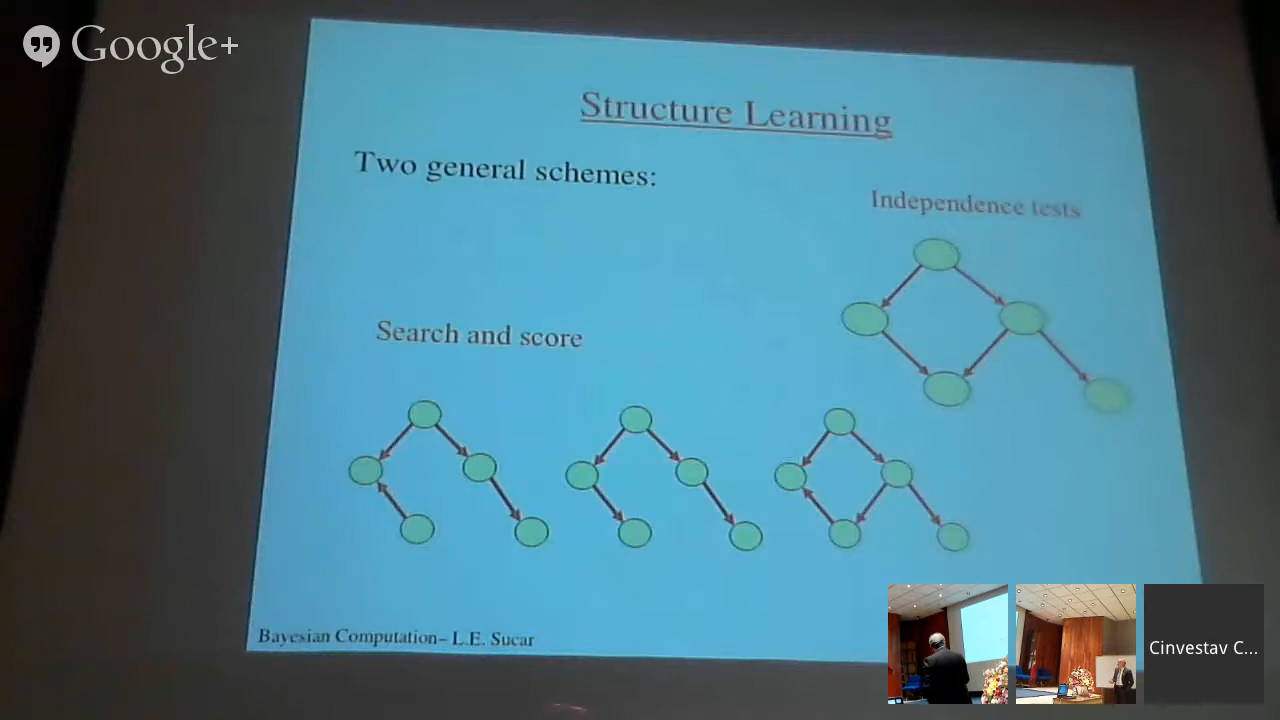 Google+
Structure Learning
Two general schemes:
Independence tests
Search and score
Bayesian Computation– L.E. Sucar
Cinvestav C...